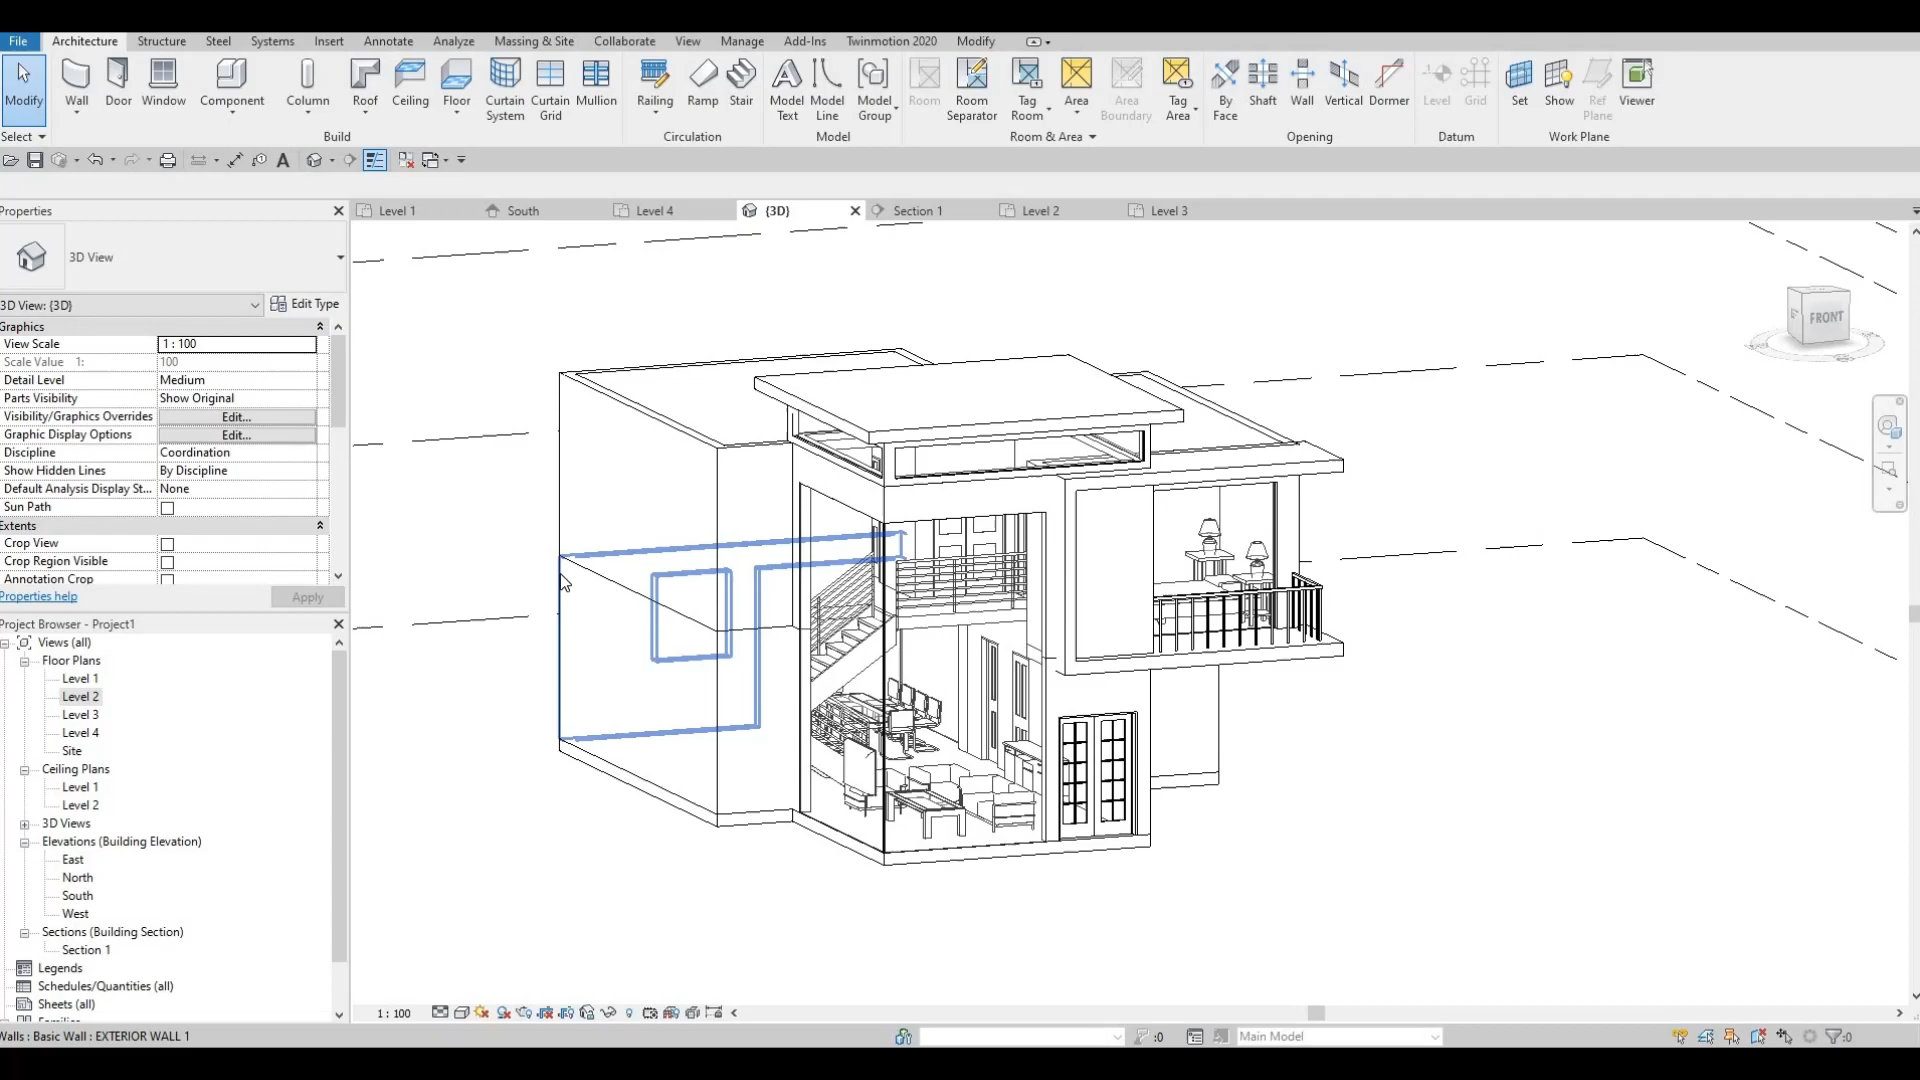 File Architecture Structure Steel Systems Insert Annotate Analyze Massing & Site Collaborate View Manage Add-Ins Twinmotion 2020 Modify
Modify Wall Door Window Component Column Roof Ceiling Floor Curtain System Curtain Grid Mullion Railing Ramp Stair Model Text Model Line Model Group Room Room Separator Tag Room Area Area Boundary Tag Area By Face Shaft Wall Vertical Dormer Level Grid Set Show Ref Plane Viewer
Select Build Circulation Model Room & Area Opening Datum Work Plane
Properties
Level 1 South Level 4 {3D} Section 1 Level 2 Level 3
3D View
3D View: {3D} Edit Type
Graphics
View Scale 1 : 100
Scale Value 1: 100
Detail Level Medium
Parts Visibility Show Original
Visibility/Graphics Overrides Edit...
Graphic Display Options Edit...
Discipline Coordination
Show Hidden Lines By Discipline
Default Analysis Display St... None
Sun Path
Extents
Crop View
Crop Region Visible
Annotation Crop
Properties help Apply
Project Browser - Project1
Views (all)
Floor Plans
Level 1
Level 2
Level 3
Level 4
Site
Ceiling Plans
Level 1
Level 2
3D Views
Elevations (Building Elevation)
East
North
South
West
Sections (Building Section)
Section 1
Legends
Schedules/Quantities (all)
Sheets (all)
FRONT
1 : 100
Walls : Basic Wall : EXTERIOR WALL 1
:0
Main Model
:0